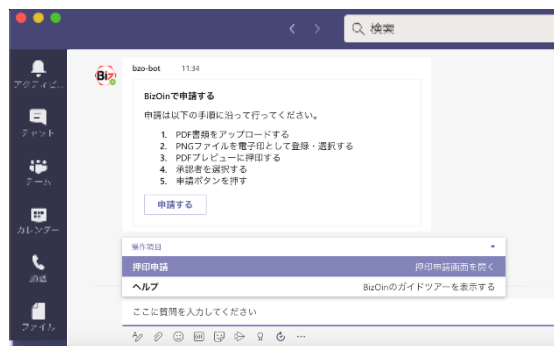 検索
アクティビ...
チャット
チーム
カレンダー
通話
ファイル
Biz
bzo-bot 11:34
BizOinで申請する
申請は以下の手順に沿って行ってください。
1. PDF書類をアップロードする
2. PNGファイルを電子印として登録・選択する
3. PDFプレビューに押印する
4. 承認者を選択する
5. 申請ボタンを押す
申請する
操作項目
押印申請 押印申請画面を開く
ヘルプ BizOinのガイドツアーを表示する
ここに質問を入力してください
GIF